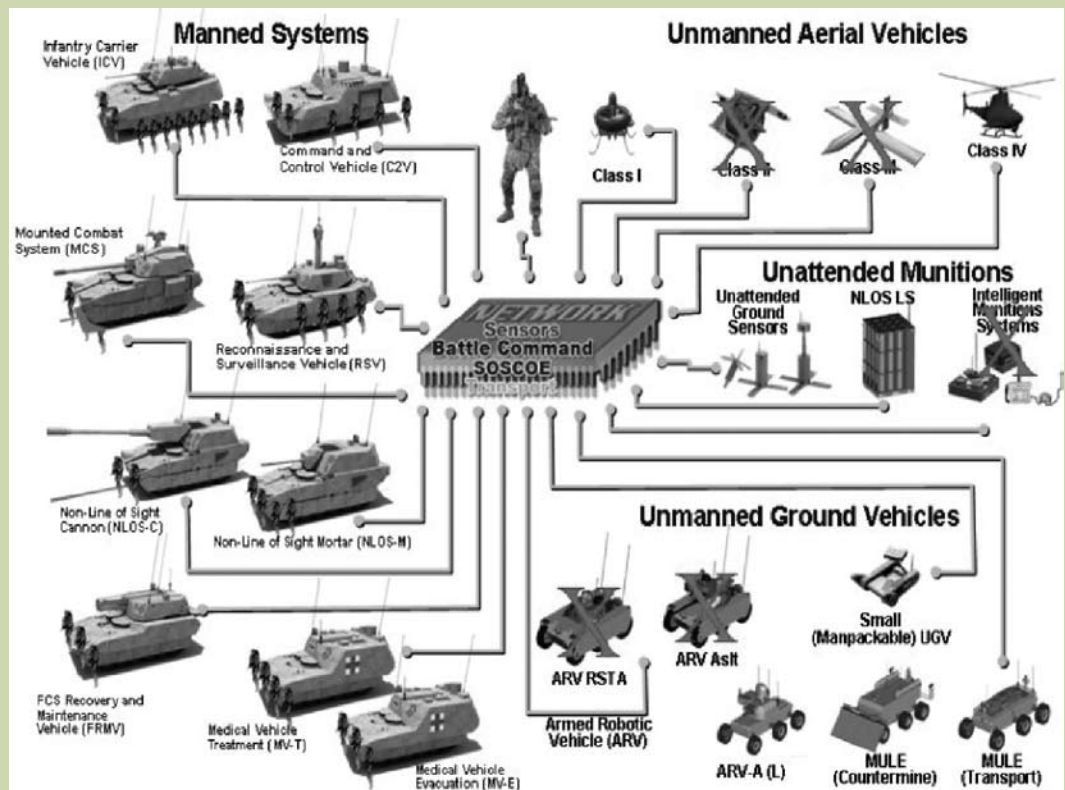 Manned Systems
Infantry Carrier
Vehicle (ICV)
Command and
Control Vehicle (C2V)
Mounted Combat
System (MCS)
Reconnaissance and
Surveillance Vehicle (RSV)
Non-Line of Sight
Cannon (NLOS-C)
Non-Line of Sight Mortar (NLOS-M)
FCS Recovery and
Maintenance
Vehicle (FRMV)
Medical Vehicle
Treatment (MV-T)
Medical Vehicle
Evacuation (MV-E)
Unmanned Aerial Vehicles
Class I
Class II
Class III
Class IV
NETWORK
Sensors
Battle Command
SOSCOE
Transport
Unattended Munitions
Unattended
Ground
Sensors
NLOS LS
Intelligent
Munitions
Systems
Unmanned Ground Vehicles
ARV RSTA
ARV Aslt
Armed Robotic
Vehicle (ARV)
Small
(Manpackable) UGV
ARV-A (L)
MULE
(Countermine)
MULE
(Transport)